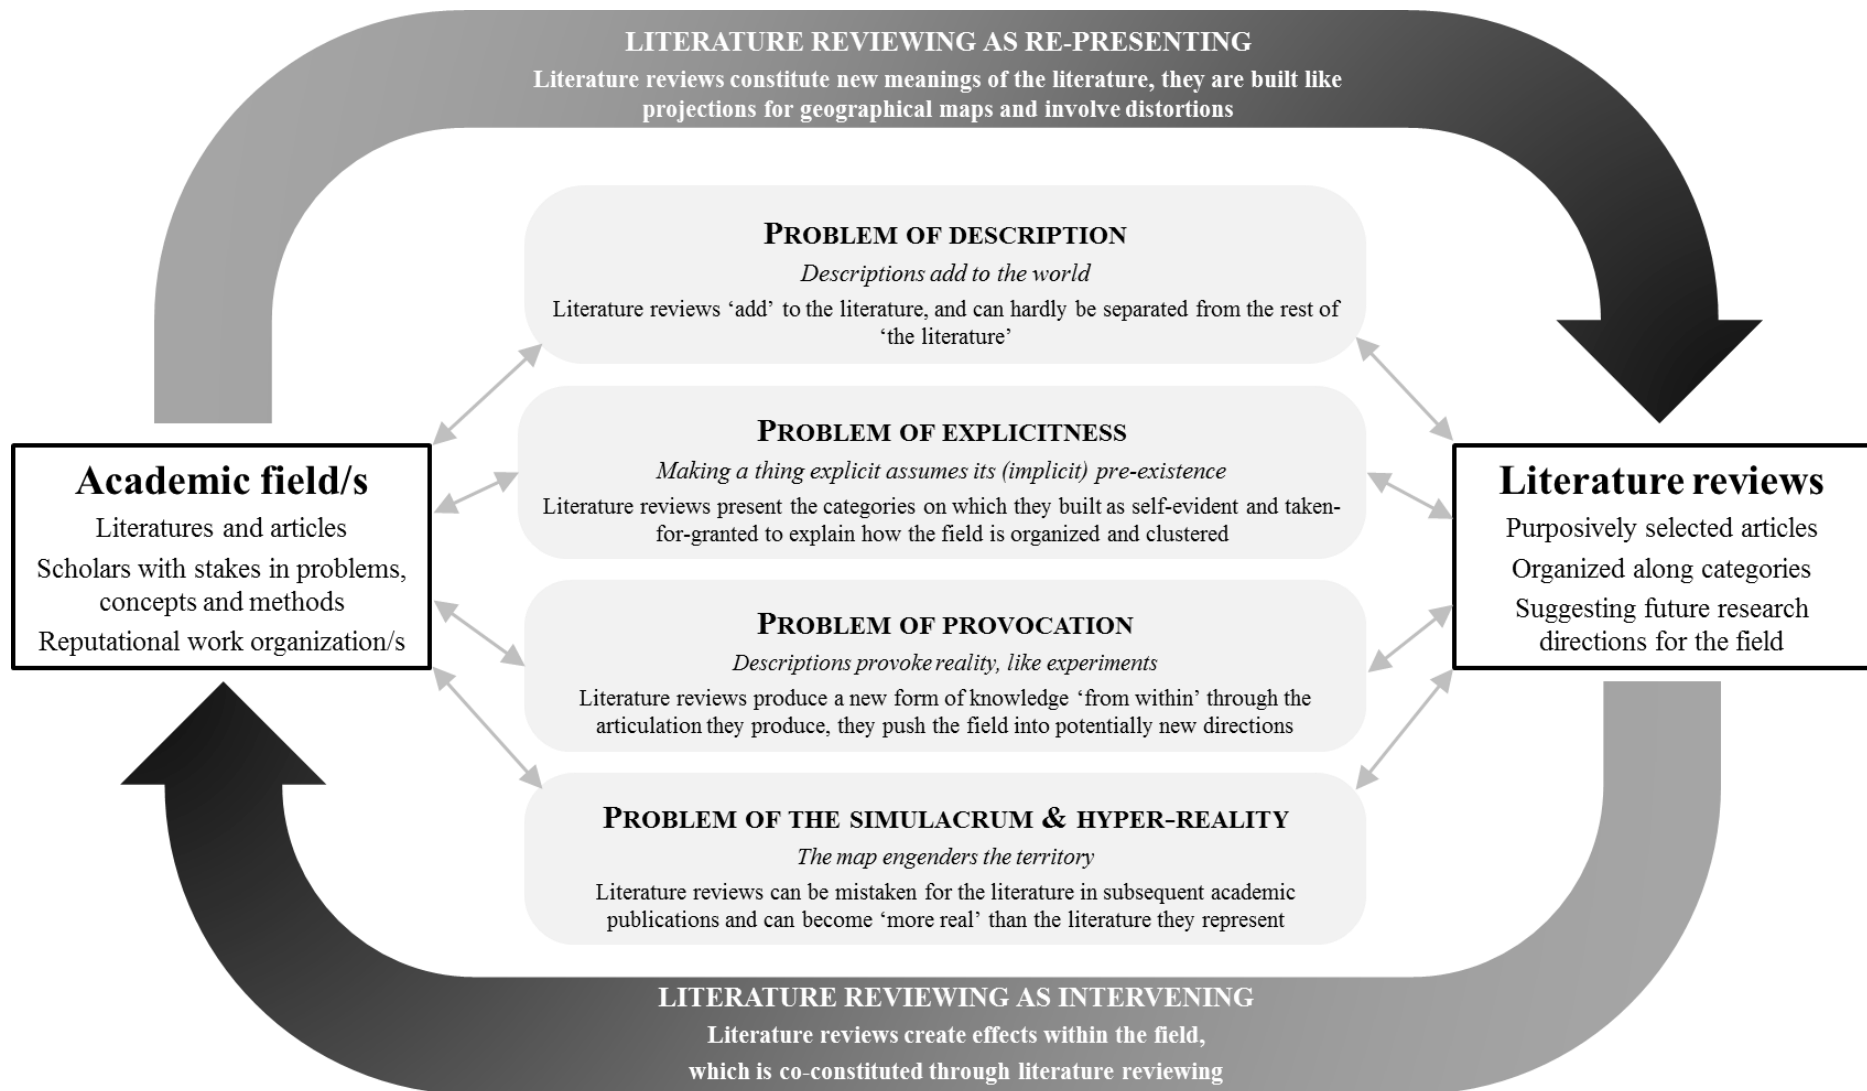 LITERATURE REVIEWING AS RE-PRESENTING
Literature reviews constitute new meanings of the literature, they are built like
projections for geographical maps and involve distortions
PROBLEM OF DESCRIPTION
Descriptions add to the world
Literature reviews ‘add’ to the literature, and can hardly be separated from the rest of
‘the literature’
PROBLEM OF EXPLICITNESS
Making a thing explicit assumes its (implicit) pre-existence
Literature reviews present the categories on which they built as self-evident and taken-
for-granted to explain how the field is organized and clustered
Academic field/s
Literatures and articles
Scholars with stakes in problems,
concepts and methods
Reputational work organization/s
Literature reviews
Purposively selected articles
Organized along categories
Suggesting future research
directions for the field
PROBLEM OF PROVOCATION
Descriptions provoke reality, like experiments
Literature reviews produce a new form of knowledge ‘from within’ through the
articulation they produce, they push the field into potentially new directions
PROBLEM OF THE SIMULACRUM & HYPER-REALITY
The map engenders the territory
Literature reviews can be mistaken for the literature in subsequent academic
publications and can become ‘more real’ than the literature they represent
LITERATURE REVIEWING AS INTERVENING
Literature reviews create effects within the field,
which is co-constituted through literature reviewing